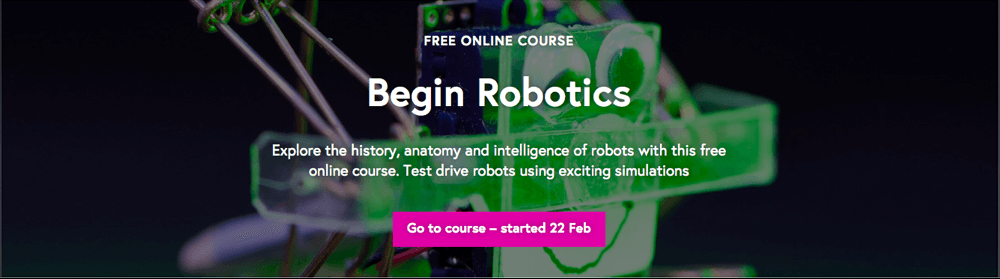 FREE ONLINE COURSE
Begin Robotics
Explore the history, anatomy and intelligence of robots with this free
online course. Test drive robots using exciting simulations
Go to course – started 22 Feb